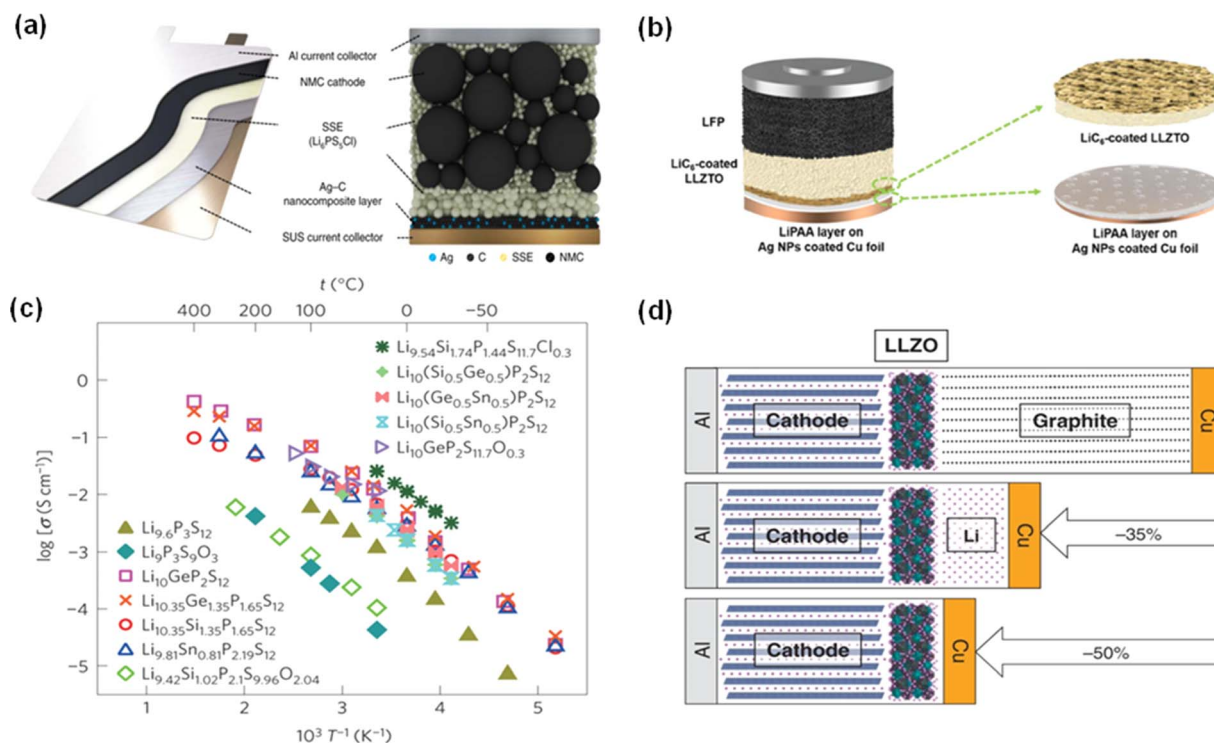 (a)
Al current collector
NMC cathode
SSE
(Li₆PS₅Cl)
Ag–C
nanocomposite layer
SUS current collector
Ag C SSE NMC
(b)
LFP
LiC₆-coated
LLZTO
LiPAA layer on
Ag NPs coated Cu foil
LiC₆-coated LLZTO
LiPAA layer on
Ag NPs coated Cu foil
(c)
t (°C)
400 200 100 0 −50
log [σ (S cm⁻¹)]
0
−1
−2
−3
−4
−5
Li₉.₅₄Si₁.₇₄P₁.₄₄S₁₁.₇Cl₀.₃
Li₁₀(Si₀.₅Ge₀.₅)P₂S₁₂
Li₁₀(Ge₀.₅Sn₀.₅)P₂S₁₂
Li₁₀(Si₀.₅Sn₀.₅)P₂S₁₂
Li₁₀GeP₂S₁₁.₇O₀.₃
Li₉.₆P₃S₁₂
Li₉P₃S₉O₃
Li₁₀GeP₂S₁₂
Li₁₀.₃₅Ge₁.₃₅P₁.₆₅S₁₂
Li₁₀.₃₅Si₁.₃₅P₁.₆₅S₁₂
Li₉.₈₁Sn₀.₈₁P₂.₁₉S₁₂
Li₉.₄₂Si₁.₀₂P₂.₁S₉.₉₆O₂.₀₄
1 2 3 4 5
10³ T⁻¹ (K⁻¹)
(d)
LLZO
Al Cathode Graphite Cu
Al Cathode Li Cu −35%
Al Cathode Cu −50%